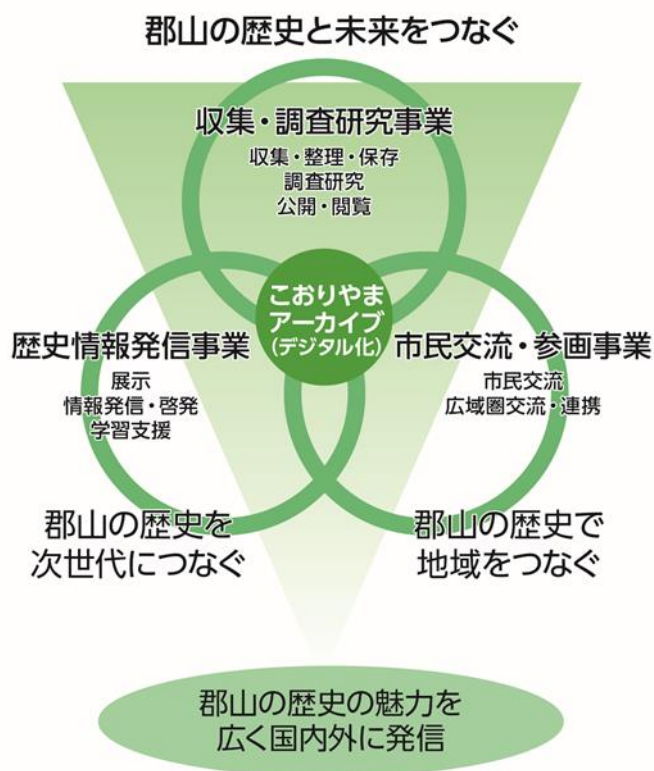 郡山の歴史と未来をつなぐ
収集・調査研究事業
収集・整理・保存
調査研究
公開・閲覧
こおりやま
アーカイブ
(デジタル化)
歴史情報発信事業
展示
情報発信・啓発
学習支援
市民交流・参画事業
市民交流
広域圏交流・連携
郡山の歴史を
次世代につなぐ
郡山の歴史で
地域をつなぐ
郡山の歴史の魅力を
広く国内外に発信